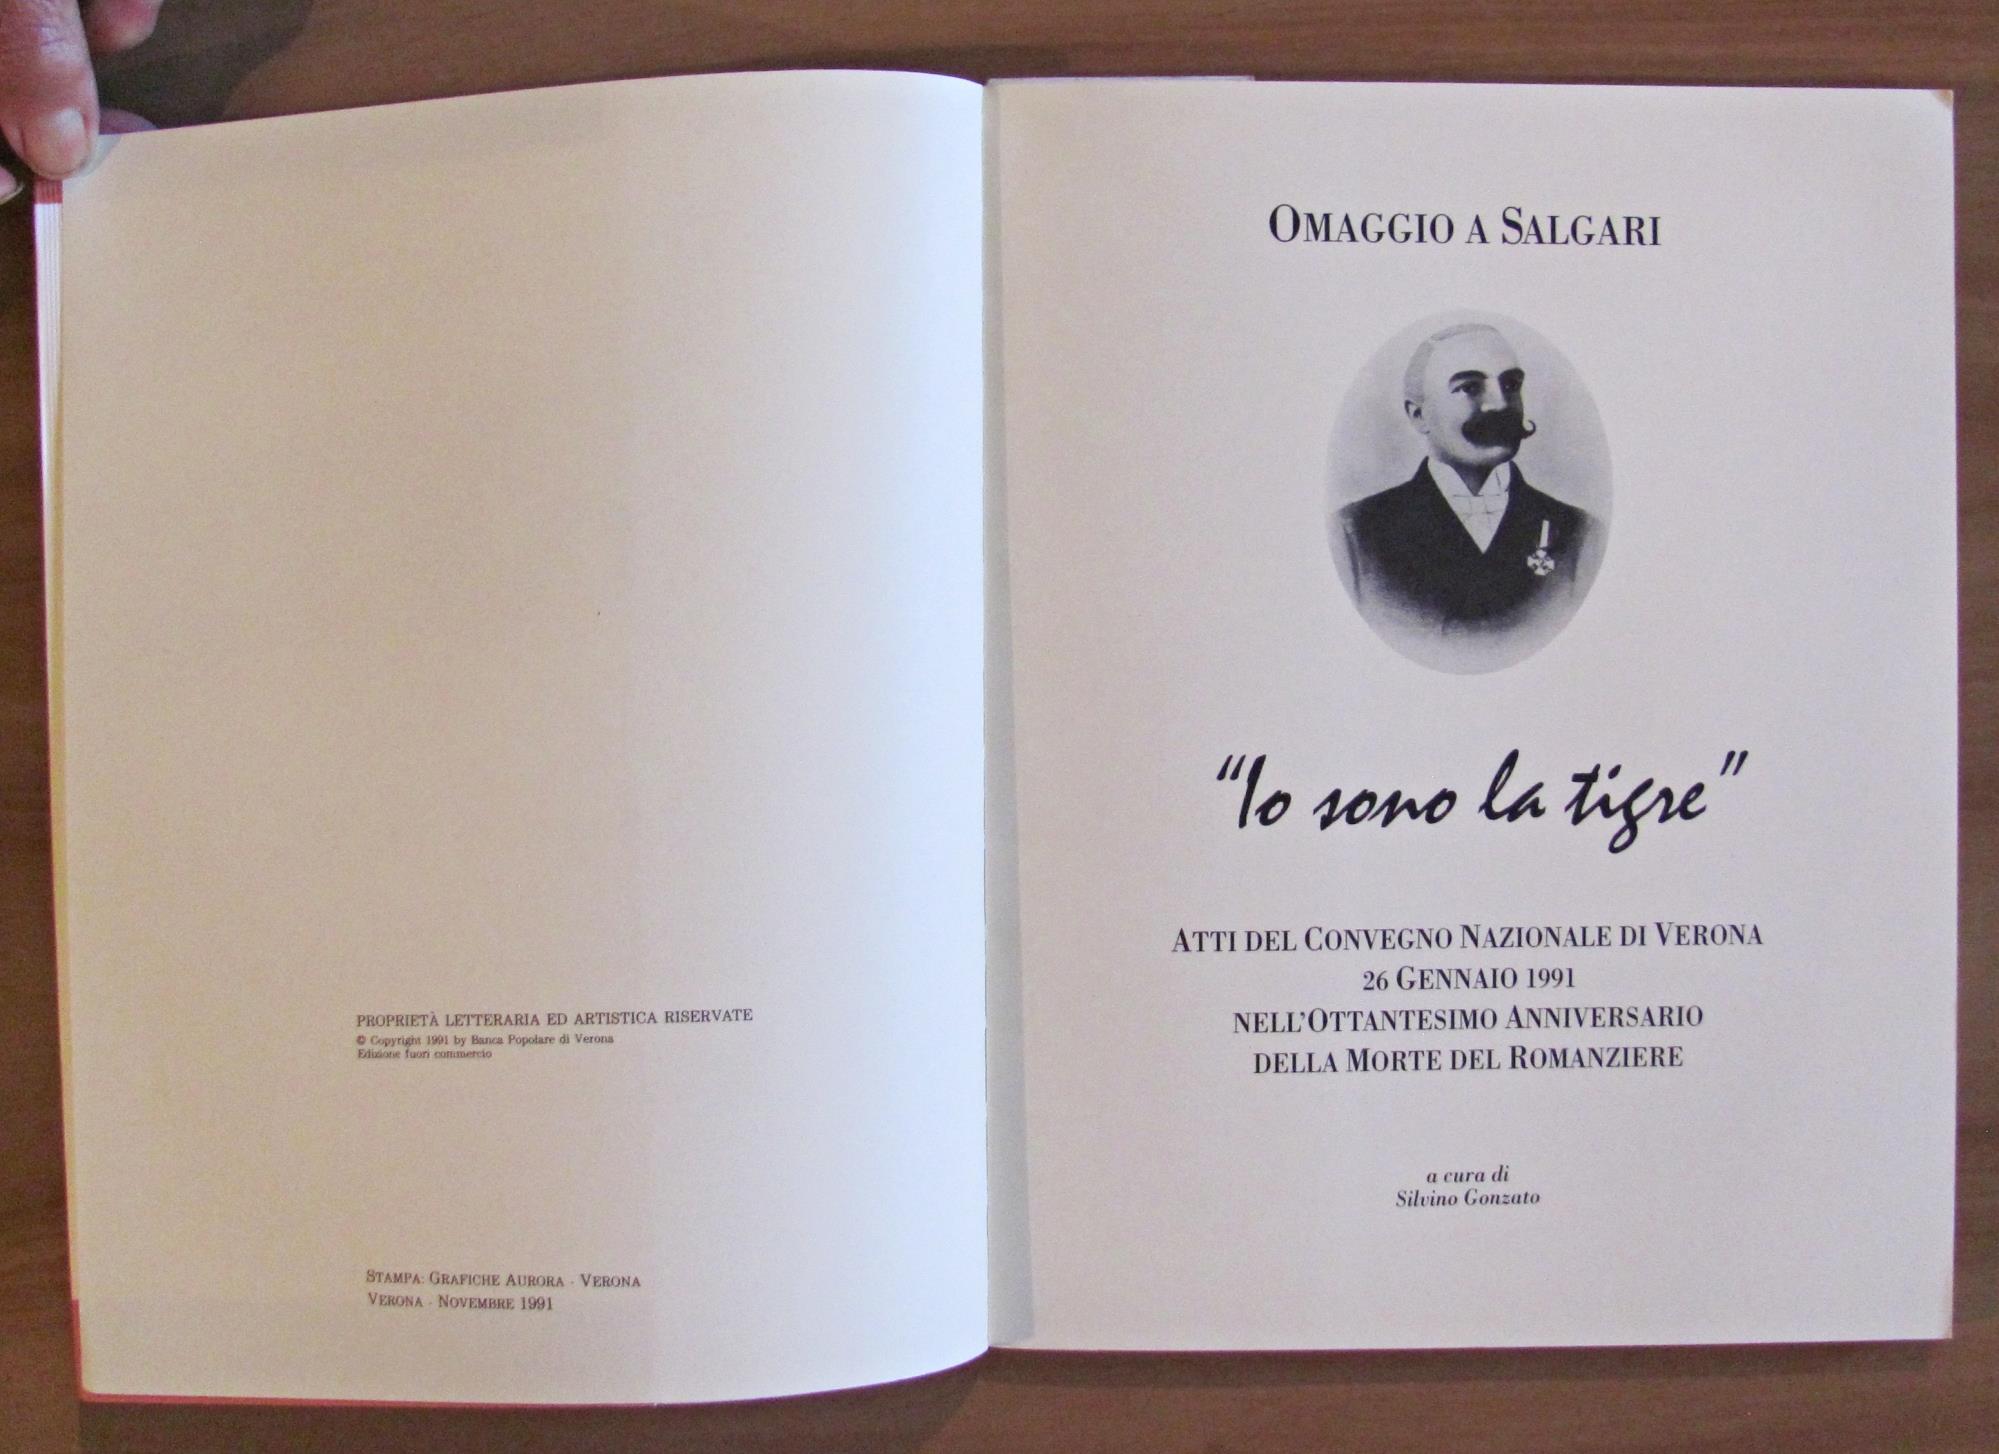 PROPRIETÀ LETTERARIA ED ARTISTICA RISERVATE
© Copyright 1991 by Banca Popolare di Verona
Edizione fuori commercio
STAMPA: GRAFICHE AURORA - VERONA
VERONA - NOVEMBRE 1991
OMAGGIO A SALGARI
"Io sono la tigre"
ATTI DEL CONVEGNO NAZIONALE DI VERONA
26 GENNAIO 1991
NELL'OTTANTESIMO ANNIVERSARIO
DELLA MORTE DEL ROMANZIERE
a cura di
Silvino Gonzato